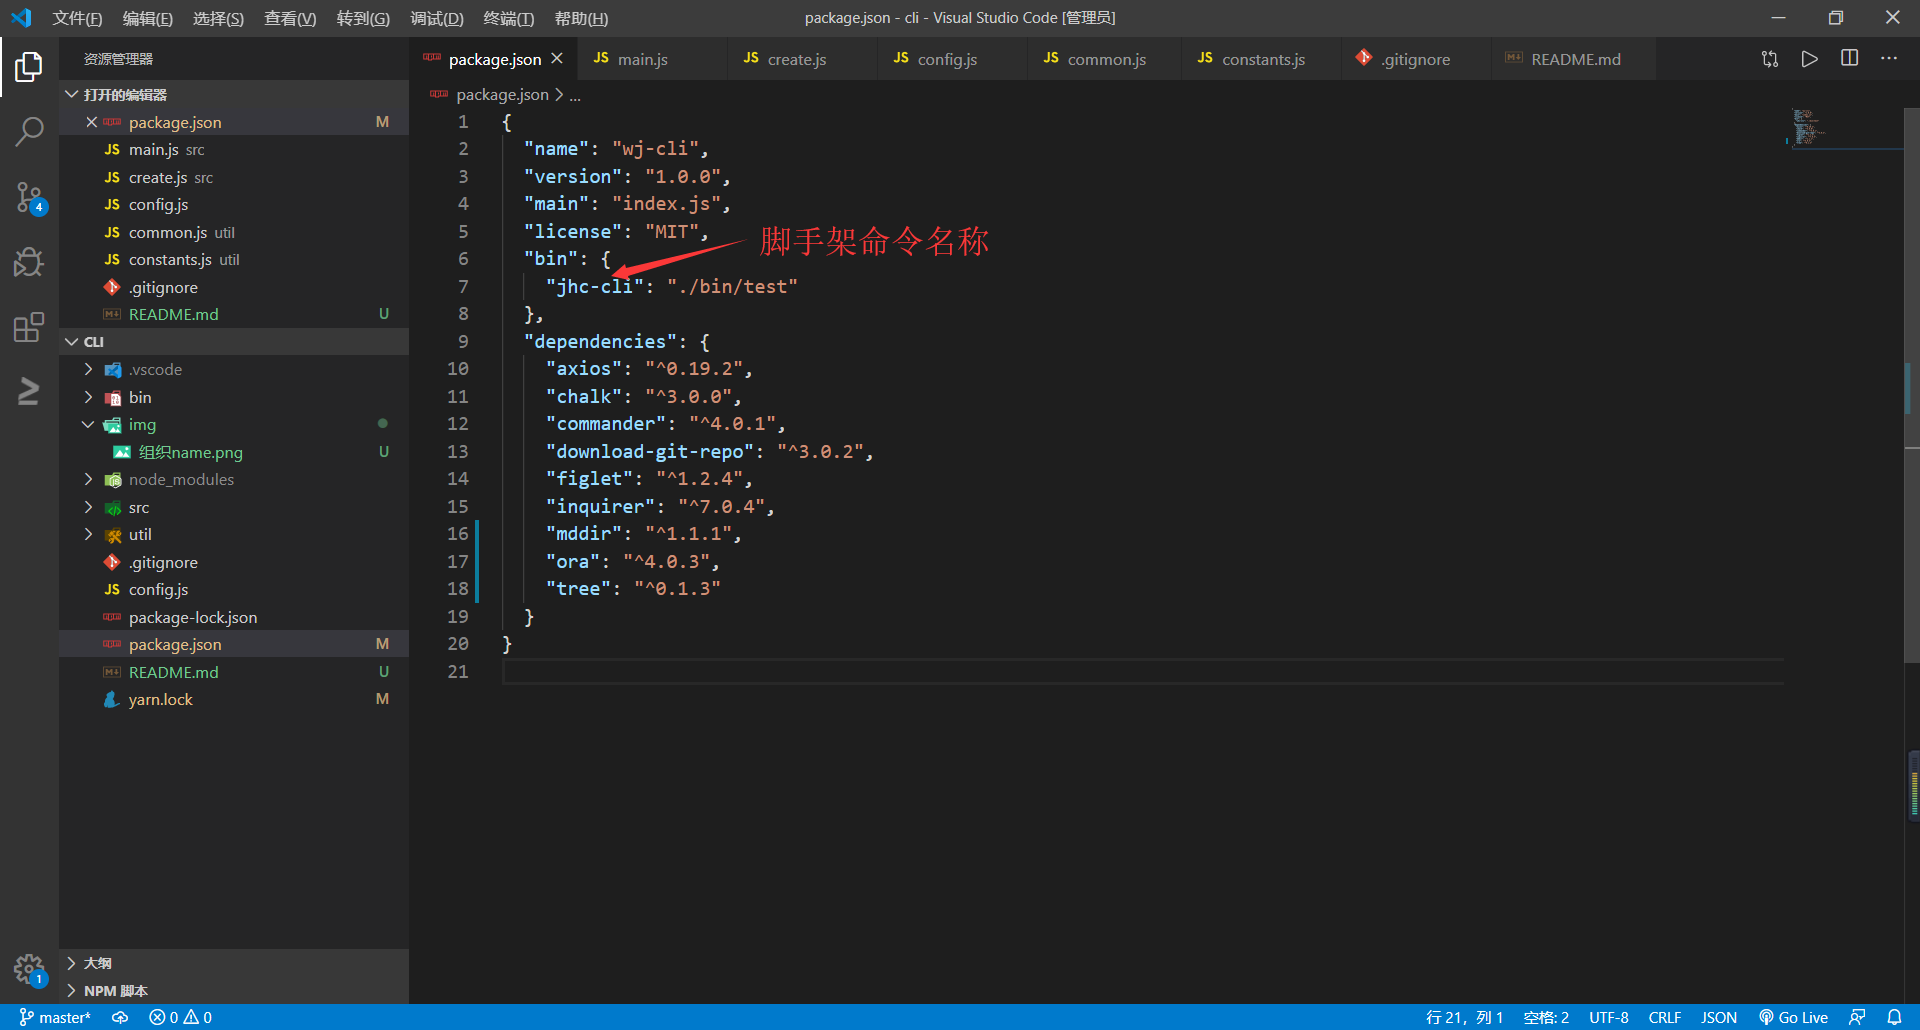 文件(F) 编辑(E) 选择(S) 查看(V) 转到(G) 调试(D) 终端(T) 帮助(H) package.json - cli - Visual Studio Code [管理员]
资源管理器
打开的编辑器
package.json M
JS main.js src
JS create.js src
JS config.js
JS common.js util
JS constants.js util
.gitignore
README.md U
CLI
.vscode
bin
img
组织name.png U
node_modules
src
util
.gitignore
JS config.js
package-lock.json
package.json M
README.md U
yarn.lock M
大纲
NPM 脚本
4
1
package.json JS main.js JS create.js JS config.js JS common.js JS constants.js .gitignore README.md
package.json > ...
1 {
2 "name": "wj-cli",
3 "version": "1.0.0",
4 "main": "index.js",
5 "license": "MIT",
脚手架命令名称
6 "bin": {
7 "jhc-cli": "./bin/test"
8 },
9 "dependencies": {
10 "axios": "^0.19.2",
11 "chalk": "^3.0.0",
12 "commander": "^4.0.1",
13 "download-git-repo": "^3.0.2",
14 "figlet": "^1.2.4",
15 "inquirer": "^7.0.4",
16 "mddir": "^1.1.1",
17 "ora": "^4.0.3",
18 "tree": "^0.1.3"
19 }
20 }
21
master* 0 0 行 21，列 1 空格: 2 UTF-8 CRLF JSON Go Live